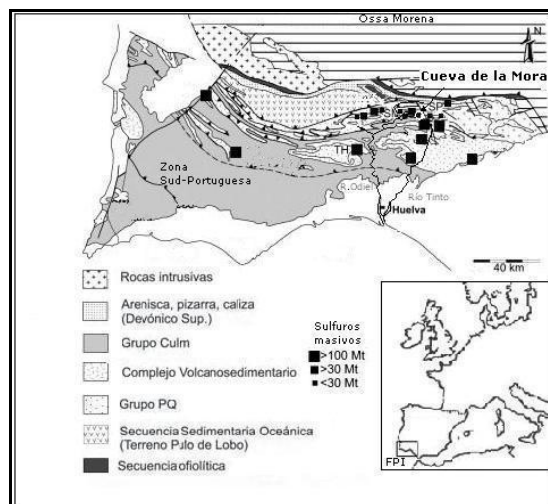 Ossa Morena
N
Cueva de la Mora
SP
TH
Zona
Sud-Portuguesa
R.Odiel
Río Tinto
Huelva
40 km
Rocas intrusivas
Arenisca, pizarra, caliza
(Devónico Sup.)
Grupo Culm
Complejo Volcanosedimentario
Grupo PQ
Secuencia Sedimentaria Oceánica
(Terreno Pulo de Lobo)
Secuencia ofiolítica
Sulfuros
masivos
>100 Mt
>30 Mt
<30 Mt
FPI